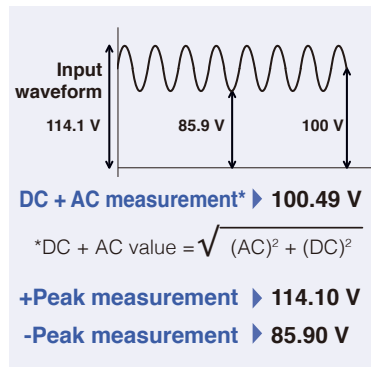 Input
waveform
114.1 V 85.9 V 100 V
DC + AC measurement* 100.49 V
*DC + AC value = √ (AC)² + (DC)²
+Peak measurement 114.10 V
-Peak measurement 85.90 V